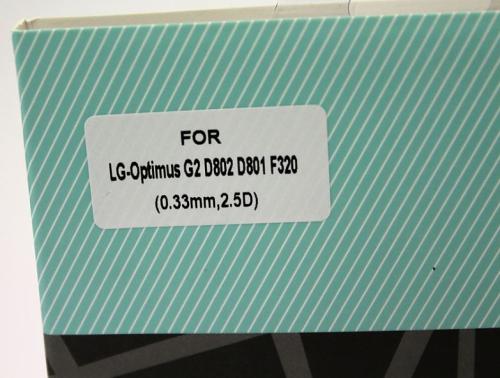 FOR
LG-Optimus G2 D802 D801 F320
(0.33mm,2.5D)